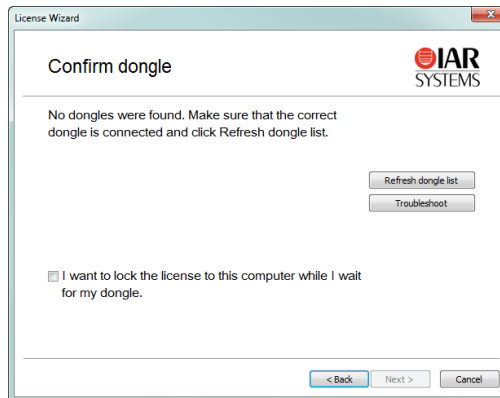 License Wizard
x
Confirm dongle
IAR
SYSTEMS
No dongles were found. Make sure that the correct
dongle is connected and click Refresh dongle list.
Refresh dongle list
Troubleshoot
I want to lock the license to this computer while I wait
for my dongle.
< Back Next > Cancel